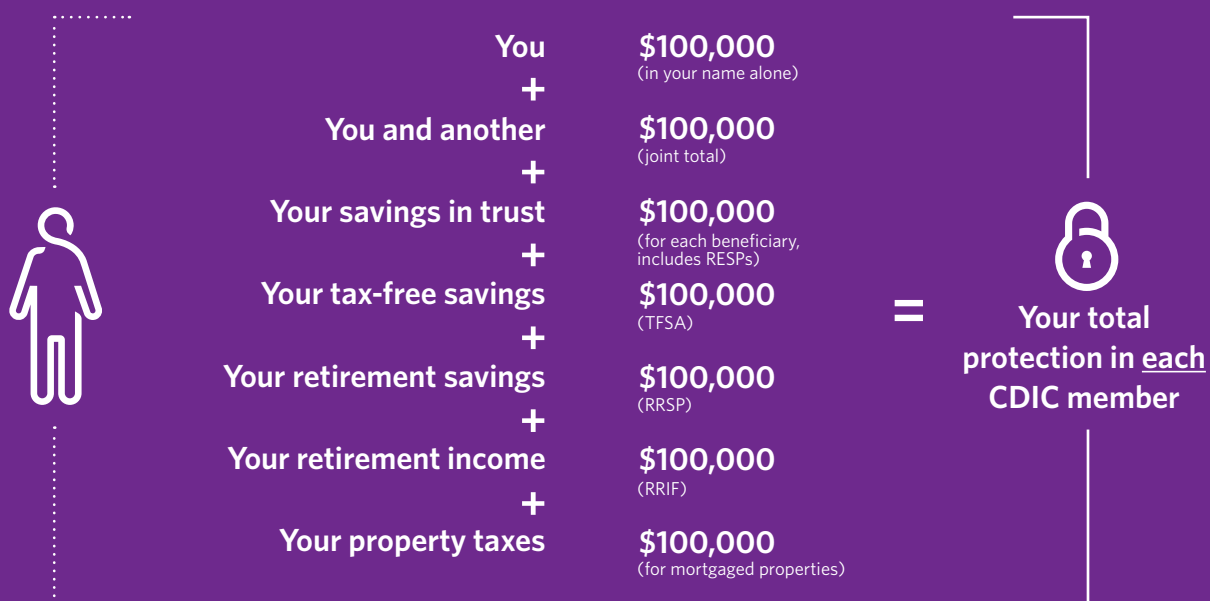 You
$100,000
(in your name alone)
+
You and another
$100,000
(joint total)
+
Your savings in trust
$100,000
(for each beneficiary,
includes RESPs)
+
Your tax-free savings
$100,000
(TFSA)
+
Your retirement savings
$100,000
(RRSP)
+
Your retirement income
$100,000
(RRIF)
+
Your property taxes
$100,000
(for mortgaged properties)
=
Your total
protection in each
CDIC member